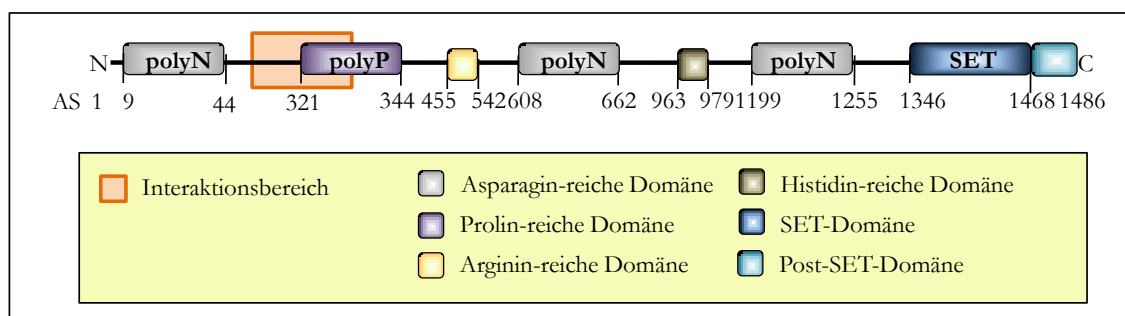 N polyN polyP polyN polyN SET C
AS 1 9 44 321 344 455 542 608 662 963 979 1199 1255 1346 1468 1486
Interaktionsbereich Asparagin-reiche Domäne Histidin-reiche Domäne
Prolin-reiche Domäne SET-Domäne
Arginin-reiche Domäne Post-SET-Domäne